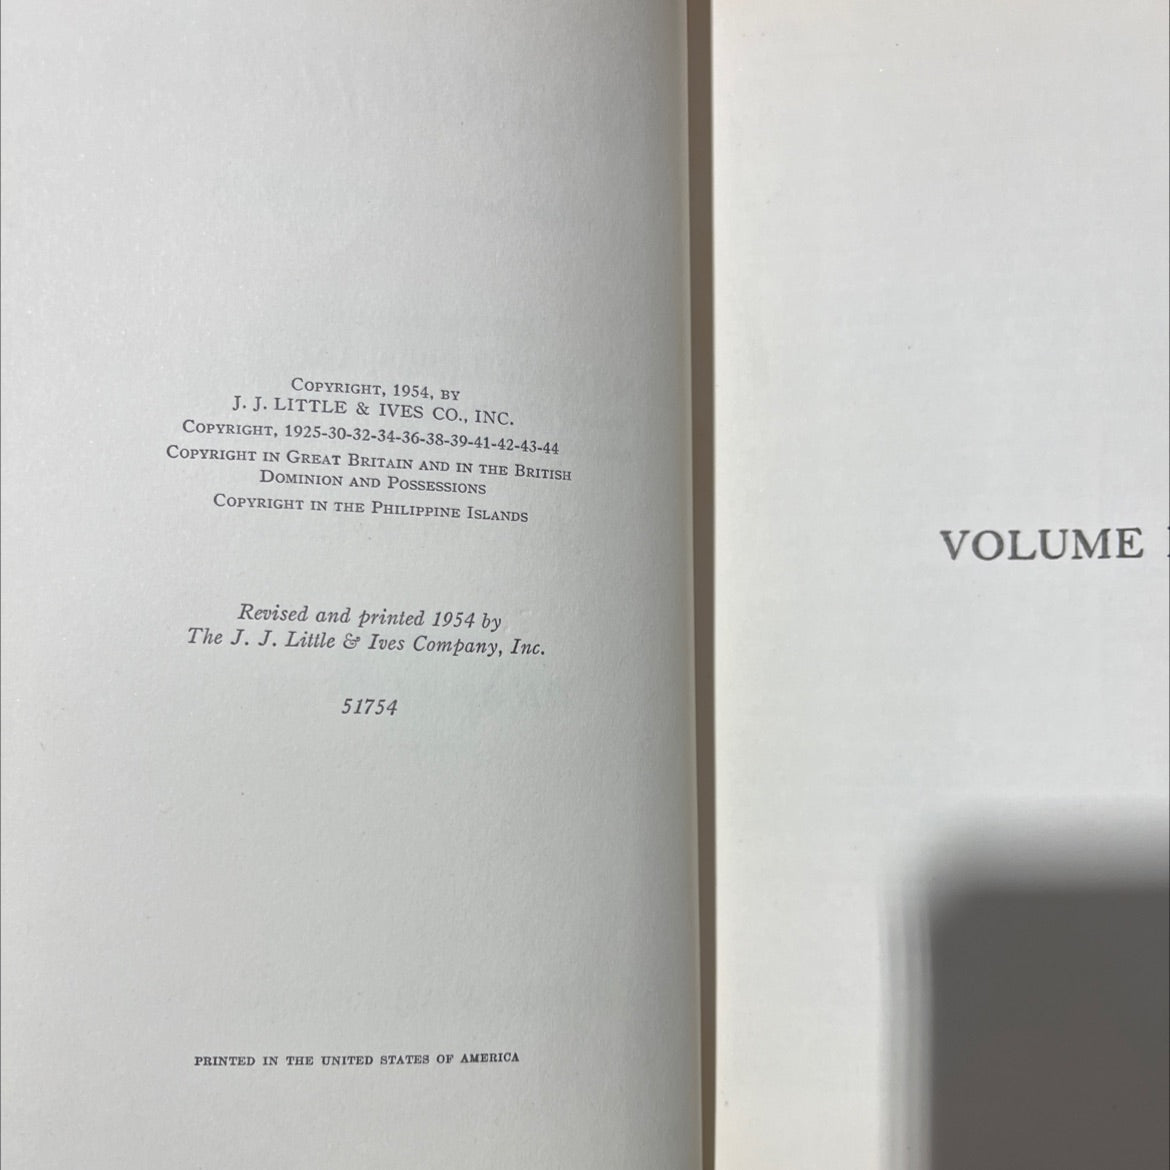 Copyright, 1954, by
J. J. LITTLE & IVES CO., INC.
Copyright, 1925-30-32-34-36-38-39-41-42-43-44
Copyright in Great Britain and in the British
Dominion and Possessions
Copyright in the Philippine Islands
Revised and printed 1954 by
The J. J. Little & Ives Company, Inc.
51754
PRINTED IN THE UNITED STATES OF AMERICA
VOLUME